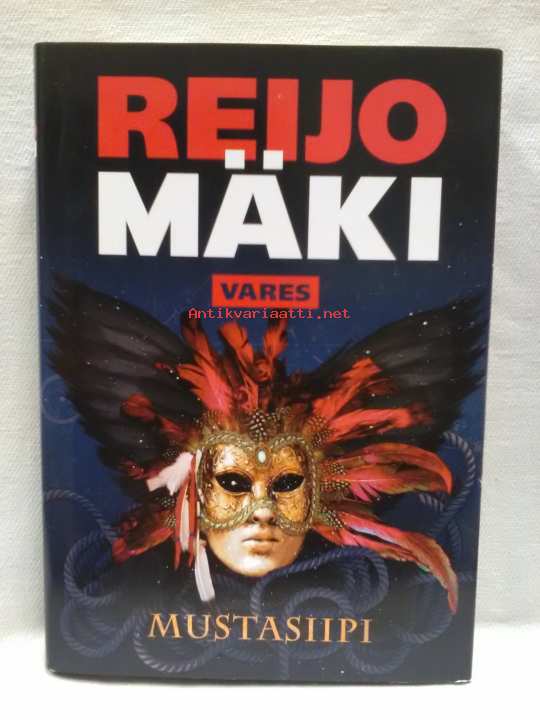 REIJO
MÄKI
VARES
Antikvariaatti.net
MUSTASIIPI